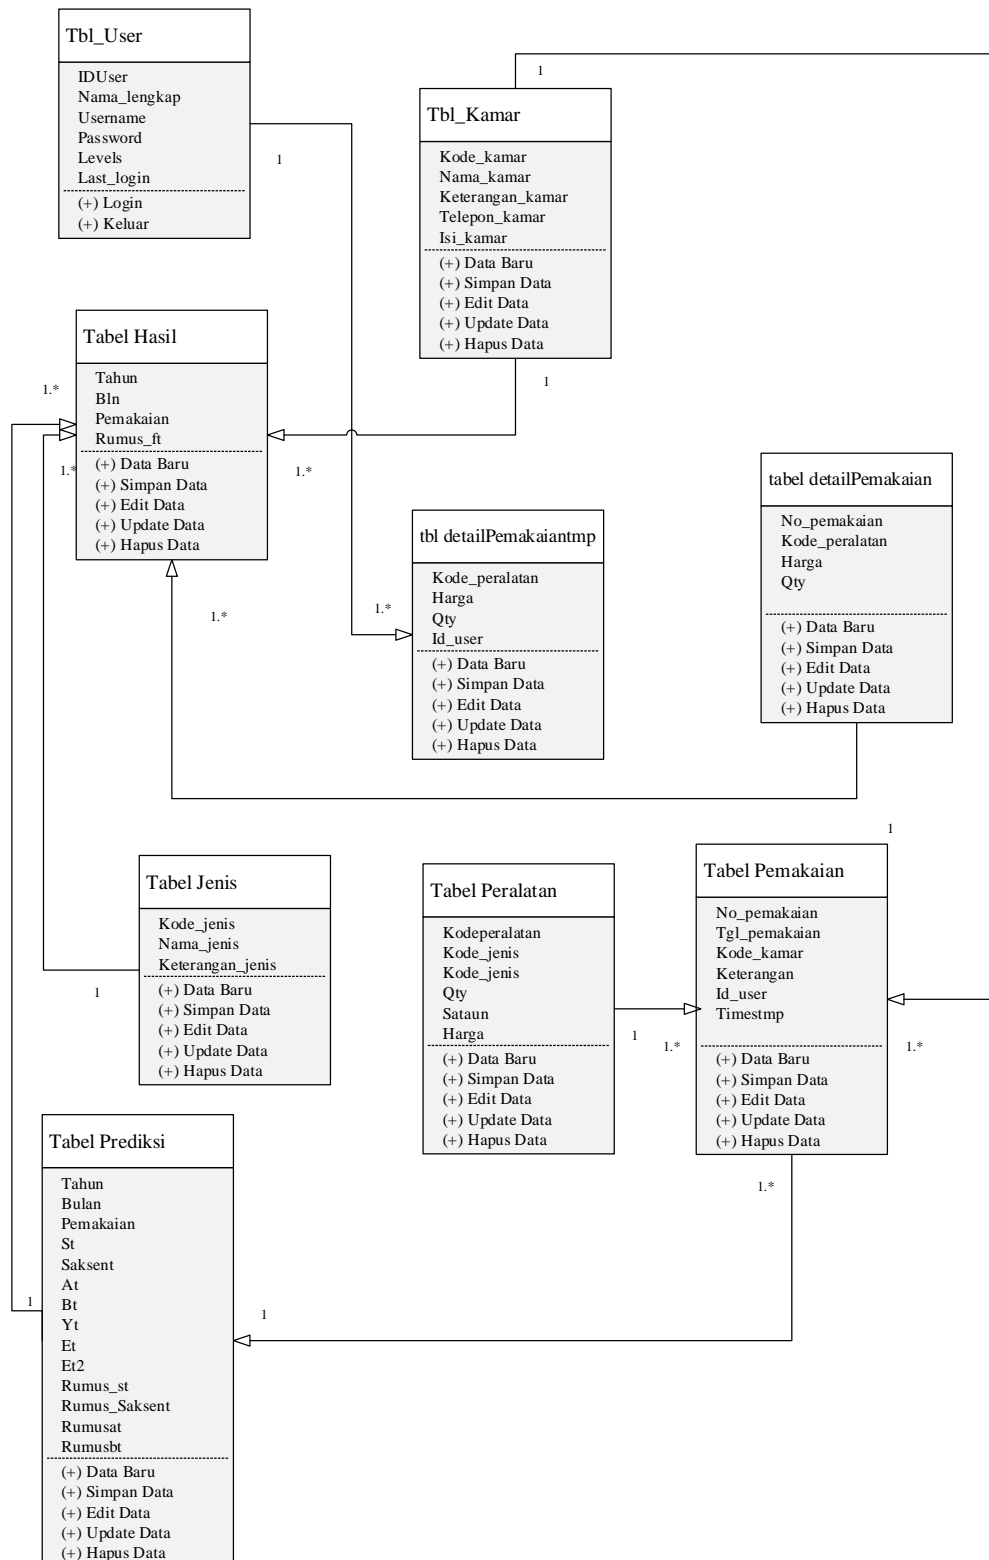 Tbl_User
IDUser
Nama_lengkap
Username
Password
Levels
Last_login
(+) Login
(+) Keluar
1
1
Tbl_Kamar
Kode_kamar
Nama_kamar
Keterangan_kamar
Telepon_kamar
Isi_kamar
(+) Data Baru
(+) Simpan Data
(+) Edit Data
(+) Update Data
(+) Hapus Data
1
Tabel Hasil
Tahun
Bln
Pemakaian
Rumus_ft
(+) Data Baru
(+) Simpan Data
(+) Edit Data
(+) Update Data
(+) Hapus Data
1.*
1.*
1.*
1.*
1.*
tbl detailPemakaiantmp
Kode_peralatan
Harga
Qty
Id_user
(+) Data Baru
(+) Simpan Data
(+) Edit Data
(+) Update Data
(+) Hapus Data
tabel detailPemakaian
No_pemakaian
Kode_peralatan
Harga
Qty
(+) Data Baru
(+) Simpan Data
(+) Edit Data
(+) Update Data
(+) Hapus Data
1
Tabel Jenis
Kode_jenis
Nama_jenis
Keterangan_jenis
(+) Data Baru
(+) Simpan Data
(+) Edit Data
(+) Update Data
(+) Hapus Data
1
Tabel Peralatan
Kodeperalatan
Kode_jenis
Kode_jenis
Qty
Sataun
Harga
(+) Data Baru
(+) Simpan Data
(+) Edit Data
(+) Update Data
(+) Hapus Data
1
1.*
Tabel Pemakaian
No_pemakaian
Tgl_pemakaian
Kode_kamar
Keterangan
Id_user
Timestmp
(+) Data Baru
(+) Simpan Data
(+) Edit Data
(+) Update Data
(+) Hapus Data
1.*
1.*
Tabel Prediksi
Tahun
Bulan
Pemakaian
St
Saksent
At
Bt
Yt
Et
Et2
Rumus_st
Rumus_Saksent
Rumusat
Rumusbt
(+) Data Baru
(+) Simpan Data
(+) Edit Data
(+) Update Data
(+) Hapus Data
1
1